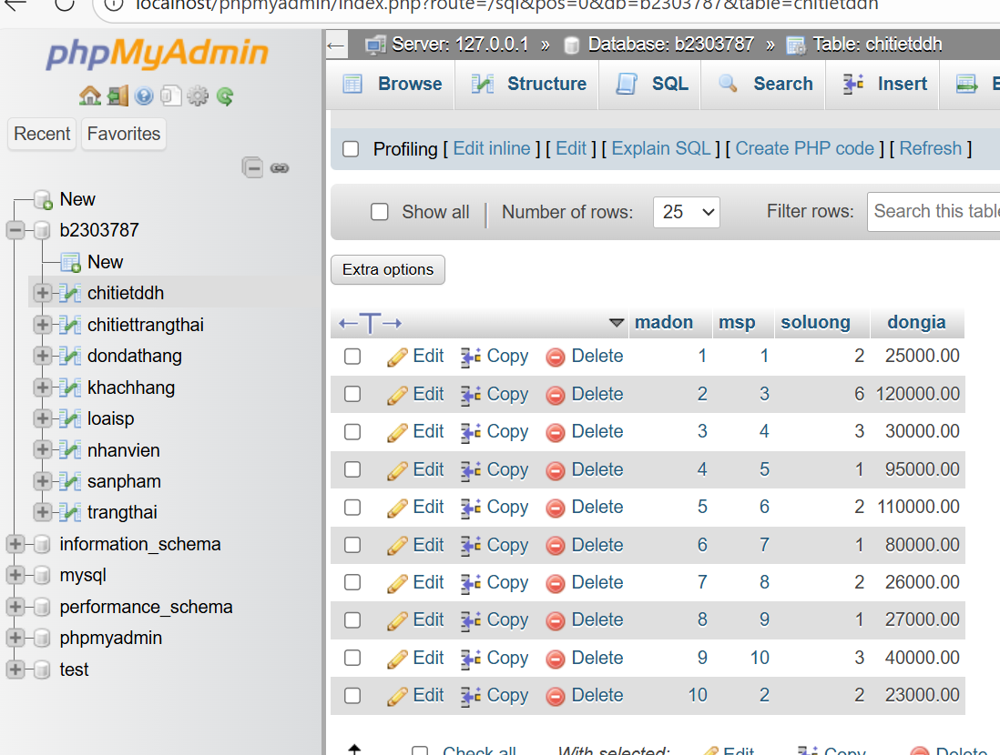 localhost/phpmyadmin/index.php?route=/sql&pos=0&db=b2303787&table=chitietddh
phpMyAdmin
Recent Favorites
New
b2303787
New
chitietddh
chitiettrangthai
dondathang
khachhang
loaisp
nhanvien
sanpham
trangthai
information_schema
mysql
performance_schema
phpmyadmin
test
Server: 127.0.0.1 » Database: b2303787 » Table: chitietddh
Browse Structure SQL Search Insert E
Profiling [ Edit inline ] [ Edit ] [ Explain SQL ] [ Create PHP code ] [ Refresh ]
Show all | Number of rows: 25 Filter rows: Search this table
Extra options
←T→ madon msp soluong dongia
Edit Copy Delete 1 1 2 25000.00
Edit Copy Delete 2 3 6 120000.00
Edit Copy Delete 3 4 3 30000.00
Edit Copy Delete 4 5 1 95000.00
Edit Copy Delete 5 6 2 110000.00
Edit Copy Delete 6 7 1 80000.00
Edit Copy Delete 7 8 2 26000.00
Edit Copy Delete 8 9 1 27000.00
Edit Copy Delete 9 10 3 40000.00
Edit Copy Delete 10 2 2 23000.00
Check all With selected: Edit Copy Delete